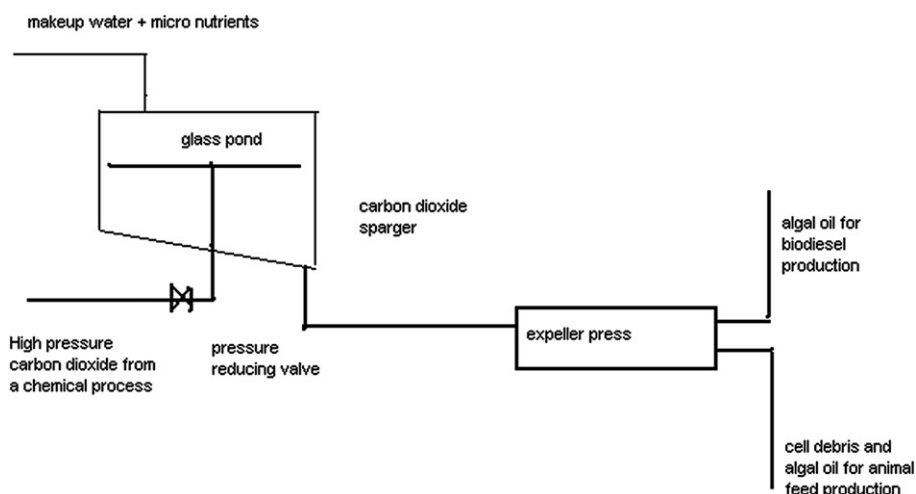 makeup water + micro nutrients
glass pond
carbon dioxide
sparger
algal oil for
biodiesel
production
expeller press
High pressure
carbon dioxide from
a chemical process
pressure
reducing valve
cell debris and
algal oil for animal
feed production